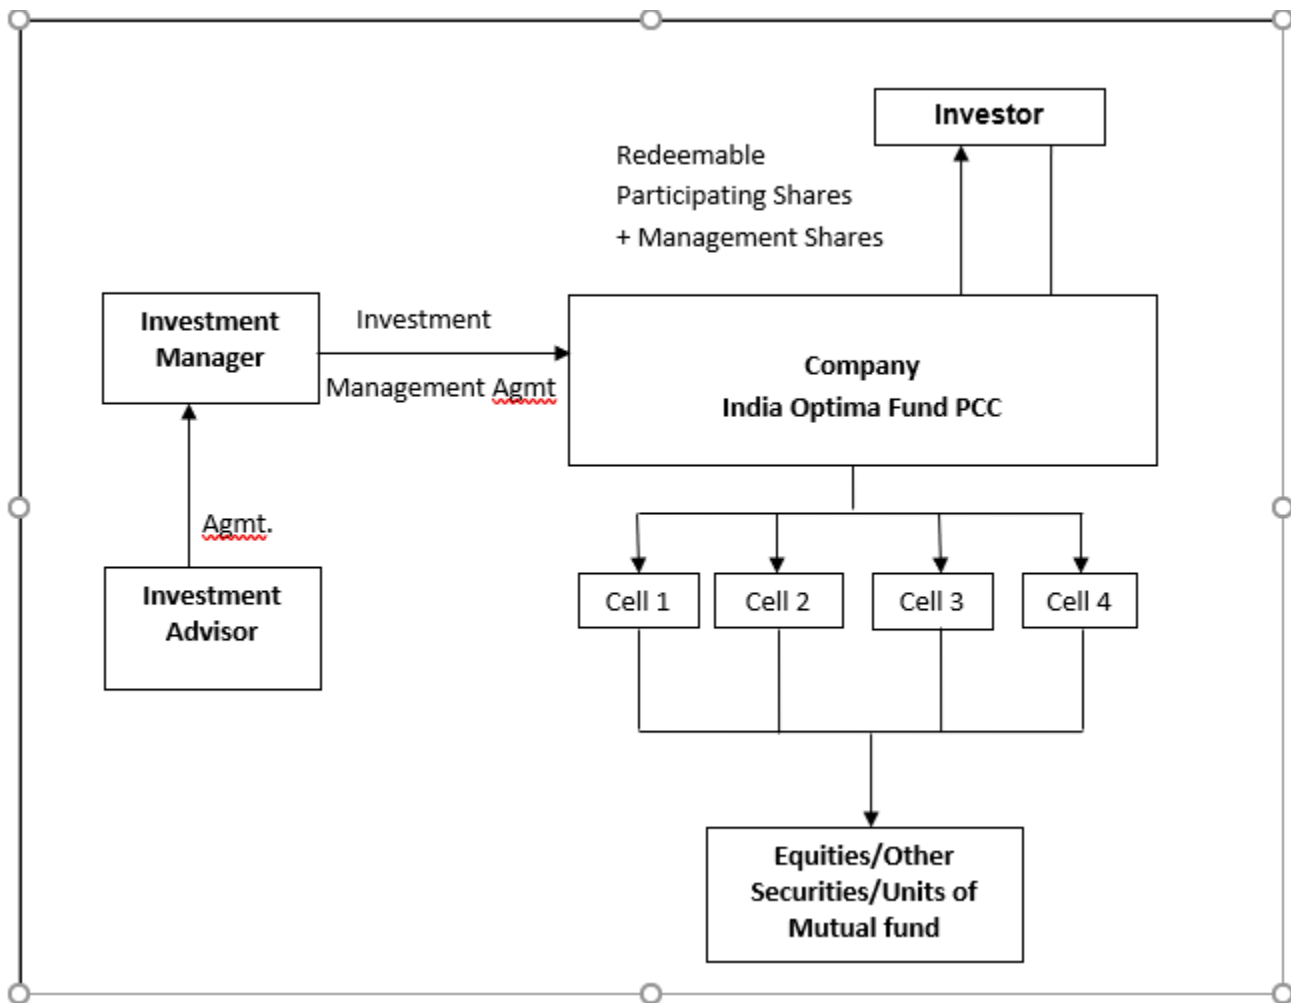 Investor
Redeemable
Participating Shares
+ Management Shares
Investment
Manager
Investment
Management Agmt
Company
India Optima Fund PCC
Agmt.
Investment
Advisor
Cell 1
Cell 2
Cell 3
Cell 4
Equities/Other
Securities/Units of
Mutual fund